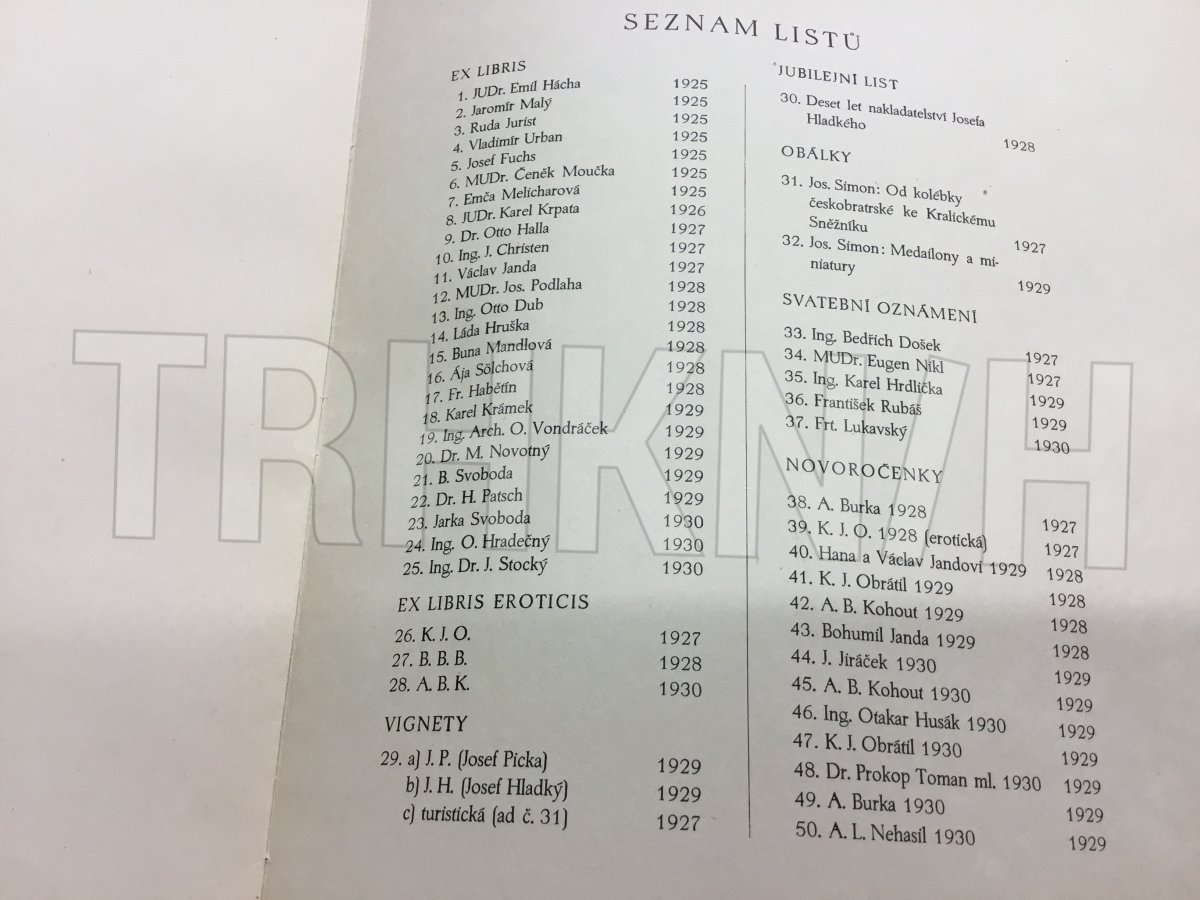 SEZNAM LISTŮ
EX LIBRIS
1. JUDr. Emil Hácha 1925
2. Jaromír Malý 1925
3. Ruda Jurist 1925
4. Vladimír Urban 1925
5. Josef Fuchs 1925
6. MUDr. Čeněk Moučka 1925
7. Emča Melicharová 1925
8. JUDr. Karel Krpata 1926
9. Dr. Otto Halla 1927
10. Ing. J. Christen 1927
11. Václav Janda 1927
12. MUDr. Jos. Podlaha 1928
13. Ing. Otto Dub 1928
14. Láda Hruška 1928
15. Buna Mandlová 1928
16. Ája Sölchová 1928
17. Fr. Habětín 1928
18. Karel Krámek 1929
19. Ing. Arch. O. Vondráček 1929
20. Dr. M. Novotný 1929
21. B. Svoboda 1929
22. Dr. H. Patsch 1929
23. Jarka Svoboda 1930
24. Ing. O. Hradečný 1930
25. Ing. Dr. J. Stocký 1930
EX LIBRIS EROTICIS
26. K. J. O. 1927
27. B. B. B. 1928
28. A. B. K. 1930
VIGNETY
29. a) J. P. (Josef Picka) 1929
b) J. H. (Josef Hladký) 1929
c) turistická (ad č. 31) 1927
JUBILEJNÍ LIST
30. Deset let nakladatelství Josefa
Hladkého 1928
OBÁLKY
31. Jos. Simon: Od kolébky
českobratrské ke Kralickému
Sněžníku 1927
32. Jos. Simon: Medailony a mi-
niatury 1929
SVATEBNÍ OZNÁMENÍ
33. Ing. Bedřich Došek 1927
34. MUDr. Eugen Nikl 1927
35. Ing. Karel Hrdlička 1929
36. František Rubáš 1929
37. Frt. Lukavský 1930
NOVOROČENKY
38. A. Burka 1928 1927
39. K. J. O. 1928 (erotická) 1927
40. Hana a Václav Jandovi 1929 1928
41. K. J. Obrátil 1929 1928
42. A. B. Kohout 1929 1928
43. Bohumil Janda 1929 1928
44. J. Jiráček 1930 1929
45. A. B. Kohout 1930 1929
46. Ing. Otakar Husák 1930 1929
47. K. J. Obrátil 1930 1929
48. Dr. Prokop Toman ml. 1930 1929
49. A. Burka 1930 1929
50. A. L. Nehasil 1930 1929
TRHKNIH